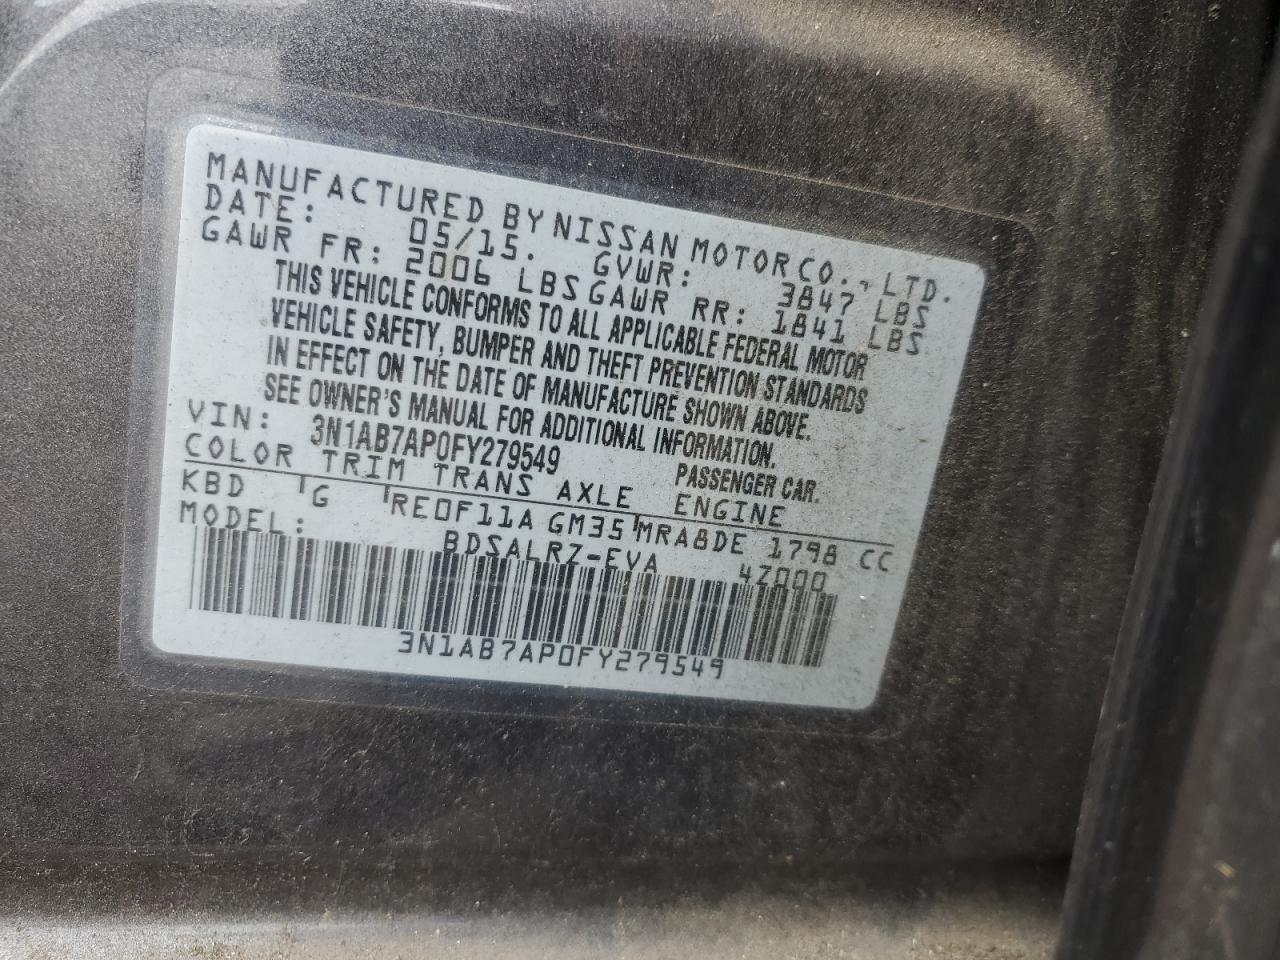 MANUFACTURED BY NISSAN MOTOR CO., LTD.
DATE: 05/15. GVWR: 3847 LBS
GAWR FR: 2006 LBS GAWR RR: 1841 LBS
THIS VEHICLE CONFORMS TO ALL APPLICABLE FEDERAL MOTOR
VEHICLE SAFETY, BUMPER AND THEFT PREVENTION STANDARDS
IN EFFECT ON THE DATE OF MANUFACTURE SHOWN ABOVE.
SEE OWNER'S MANUAL FOR ADDITIONAL INFORMATION.
VIN: 3N1AB7AP0FY279549 PASSENGER CAR.
COLOR TRIM TRANS AXLE ENGINE
KBD G RE0F11A GM35 MRA8DE 1798 CC
MODEL: BDSALRZ-EVA 4Z000
3N1AB7AP0FY279549